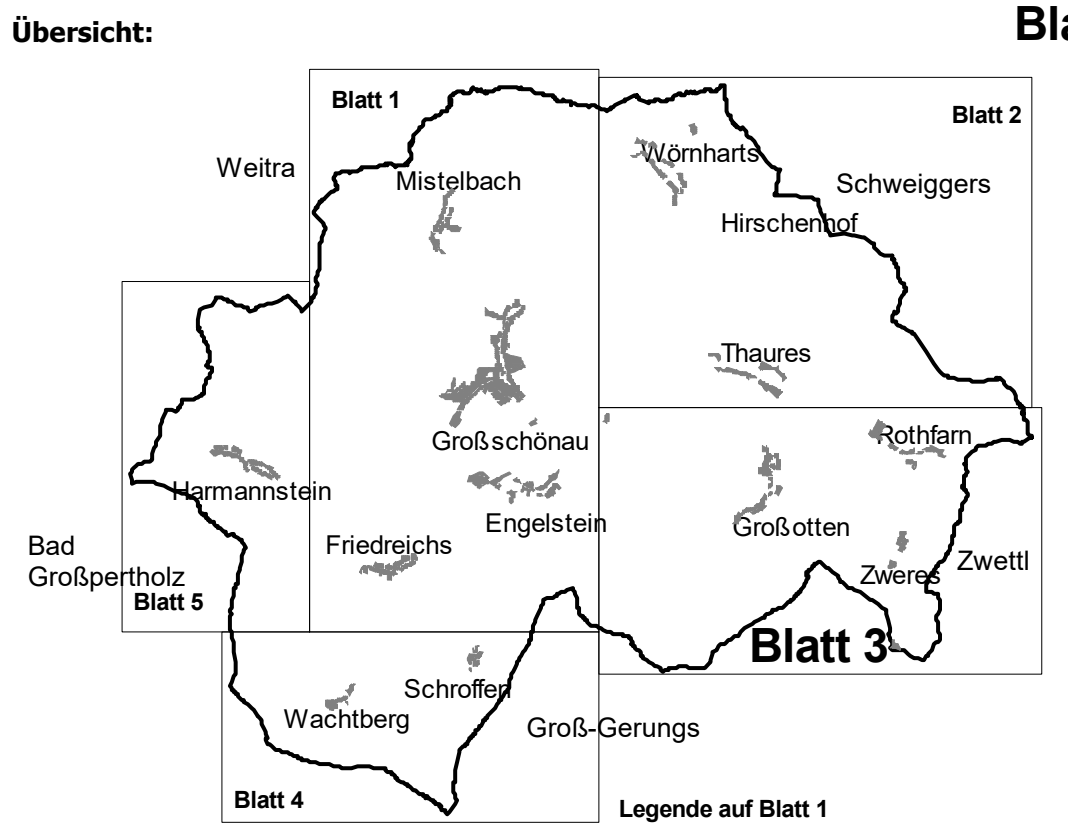 Übersicht:
Bla
Blatt 1
Blatt 2
Weitra
Mistelbach
Wörnharts
Schweiggers
Hirschenhof
Thaures
Großschönau
Rothfarn
Harmannstein
Engelstein
Großotten
Friedreichs
Bad
Großpertholz
Zweres
Zwettl
Blatt 5
Blatt 3
Schroffen
Wachtberg
Groß-Gerungs
Blatt 4
Legende auf Blatt 1